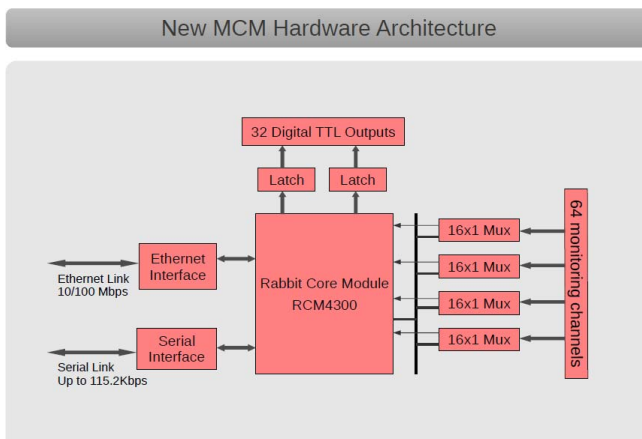 New MCM Hardware Architecture
32 Digital TTL Outputs
Latch
Latch
Ethernet
Interface
Ethernet Link
10/100 Mbps
Rabbit Core Module
RCM4300
Serial
Interface
Serial Link
Up to 115.2Kbps
16x1 Mux
16x1 Mux
16x1 Mux
16x1 Mux
64 monitoring channels